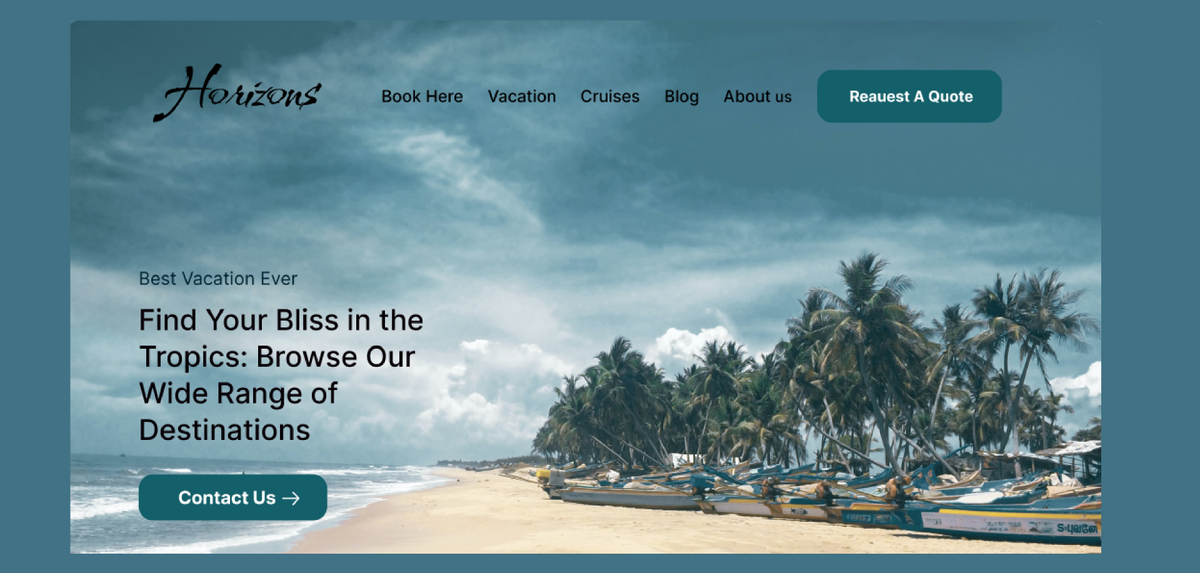 Horizons
Book Here Vacation Cruises Blog About us Reauest A Quote
Best Vacation Ever
Find Your Bliss in the
Tropics: Browse Our
Wide Range of
Destinations
Contact Us →